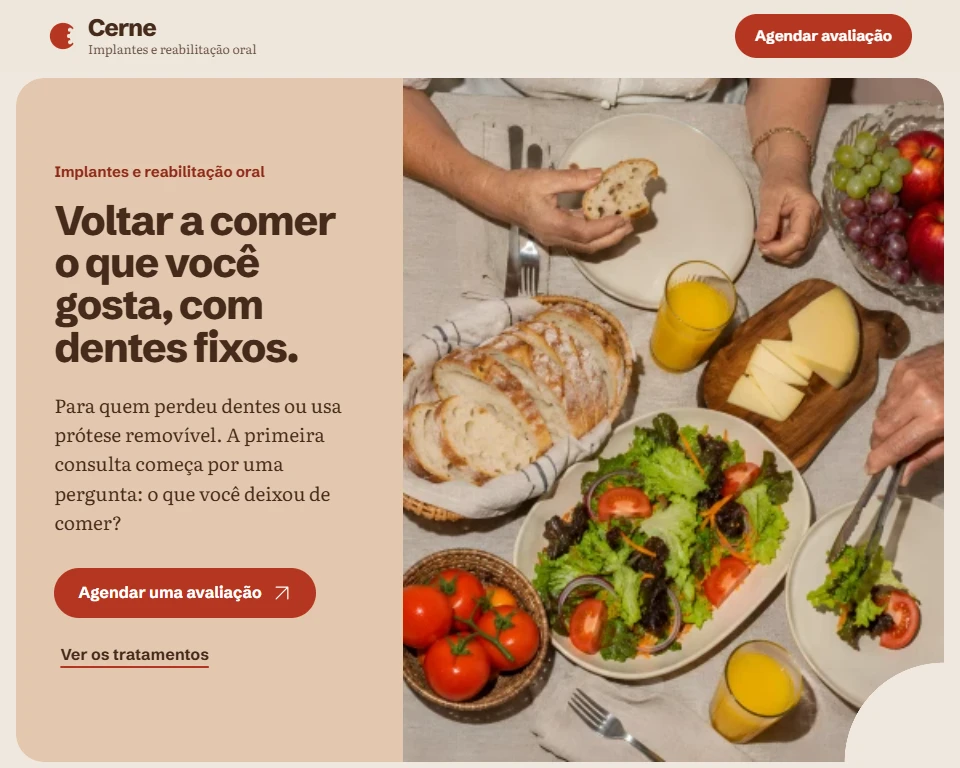 Cerne
Implantes e reabilitação oral
Agendar avaliação
Implantes e reabilitação oral
Voltar a comer
o que você
gosta, com
dentes fixos.
Para quem perdeu dentes ou usa
prótese removível. A primeira
consulta começa por uma
pergunta: o que você deixou de
comer?
Agendar uma avaliação
Ver os tratamentos